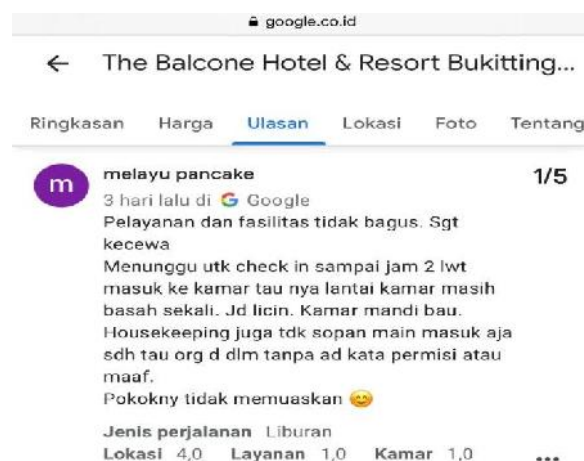 google.co.id
← The Balcone Hotel & Resort Bukitting...
Ringkasan Harga Ulasan Lokasi Foto Tentang
m
melayu pancake 1/5
3 hari lalu di G Google
Pelayanan dan fasilitas tidak bagus. Sgt
kecewa
Menunggu utk check in sampai jam 2 lwt
masuk ke kamar tau nya lantai kamar masih
basah sekali. Jd licin. Kamar mandi bau.
Housekeeping juga tdk sopan main masuk aja
sdh tau org d dlm tanpa ad kata permisi atau
maaf.
Pokokny tidak memuaskan 😊
Jenis perjalanan Liburan
Lokasi 4,0 Layanan 1,0 Kamar 1,0